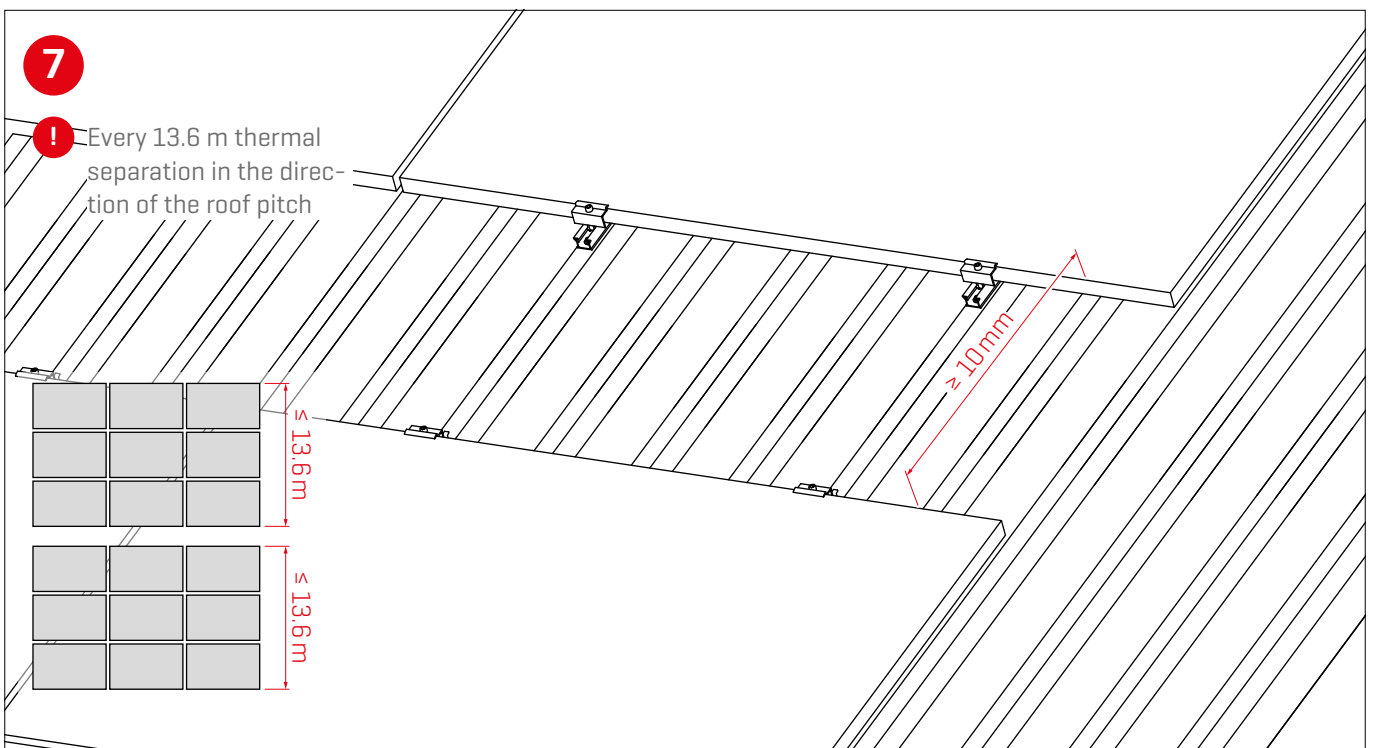 7
! Every 13.6 m thermal
separation in the direc-
tion of the roof pitch
≥ 10 mm
≤ 13.6 m
≤ 13.6 m